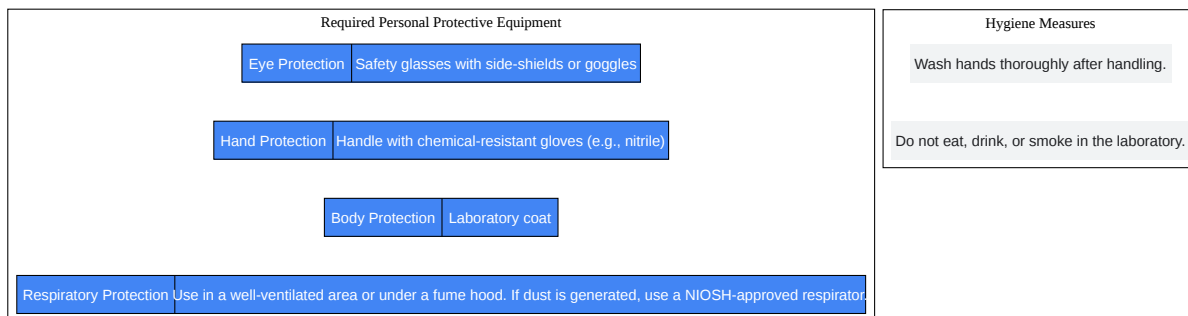 Required Personal Protective Equipment
Eye Protection Safety glasses with side-shields or goggles
Hand Protection Handle with chemical-resistant gloves (e.g., nitrile)
Body Protection Laboratory coat
Respiratory Protection Use in a well-ventilated area or under a fume hood. If dust is generated, use a NIOSH-approved respirator.
Hygiene Measures
Wash hands thoroughly after handling.
Do not eat, drink, or smoke in the laboratory.